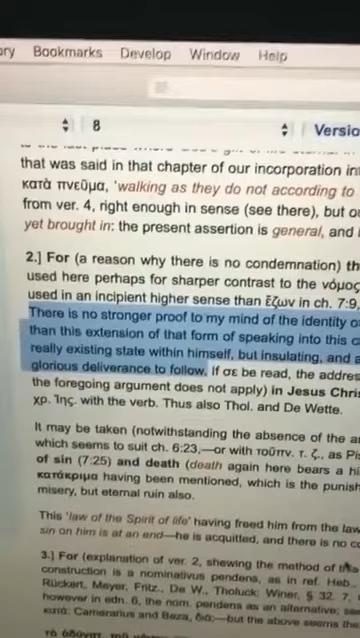 ory Bookmarks Develop Window Help
8 Versio
that was said in that chapter of our incorporation in
κατὰ πνεῦμα, 'walking as they do not according to
from ver. 4, right enough in sense (see there), but
yet brought in: the present assertion is general, and
2.] For (a reason why there is no condemnation) th
used here perhaps for sharper contrast to the νόμος
used in an incipient higher sense than ἔζων in ch. 7:9,
There is no stronger proof to my mind of the identity
than this extension of that form of speaking into this
really existing state within himself, but insulating, and
glorious deliverance to follow. If σε be read, the addres
the foregoing argument does not apply) in Jesus Chris
χρ. Ἰης. with the verb. Thus also Thol. and De Wette.
It may be taken (notwithstanding the absence of the
which seems to suit ch. 6:23,—or with τοῦπν. τ. ζ., as
of sin (7:25) and death (death again here bears a
κατάκριμα having been mentioned, which is the punish
misery, but eternal ruin also.
This 'law of the Spirit of life' having freed him from the law
sin on him is at an end—he is acquitted, and there is no
3.] For (explanation of ver. 2, shewing the method of
construction is a nominativus pendens, as in ref. Heb.,
Rückert, Meyer, Fritz., De W., Tholuck: Winer, § 32. 7,
however in edn. 6, the nom. pendens as an alternative;
κατά: Camerarius and Beza, διά;—but the above seems the
τὸ ἀδύνατ.